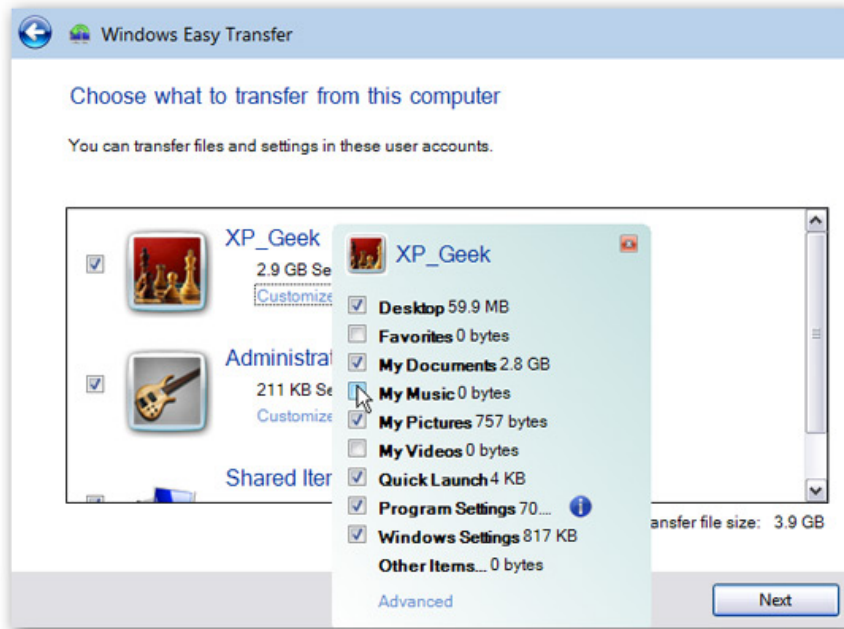 Windows Easy Transfer
Choose what to transfer from this computer
You can transfer files and settings in these user accounts.
XP_Geek
2.9 GB Se
Customize
Administrat
211 KB Se
Customize
Shared Iter
XP_Geek
Desktop 59.9 MB
Favorites 0 bytes
My Documents 2.8 GB
My Music 0 bytes
My Pictures 757 bytes
My Videos 0 bytes
Quick Launch 4 KB
Program Settings 70...
Windows Settings 817 KB
Other Items... 0 bytes
Advanced
ansfer file size: 3.9 GB
Next